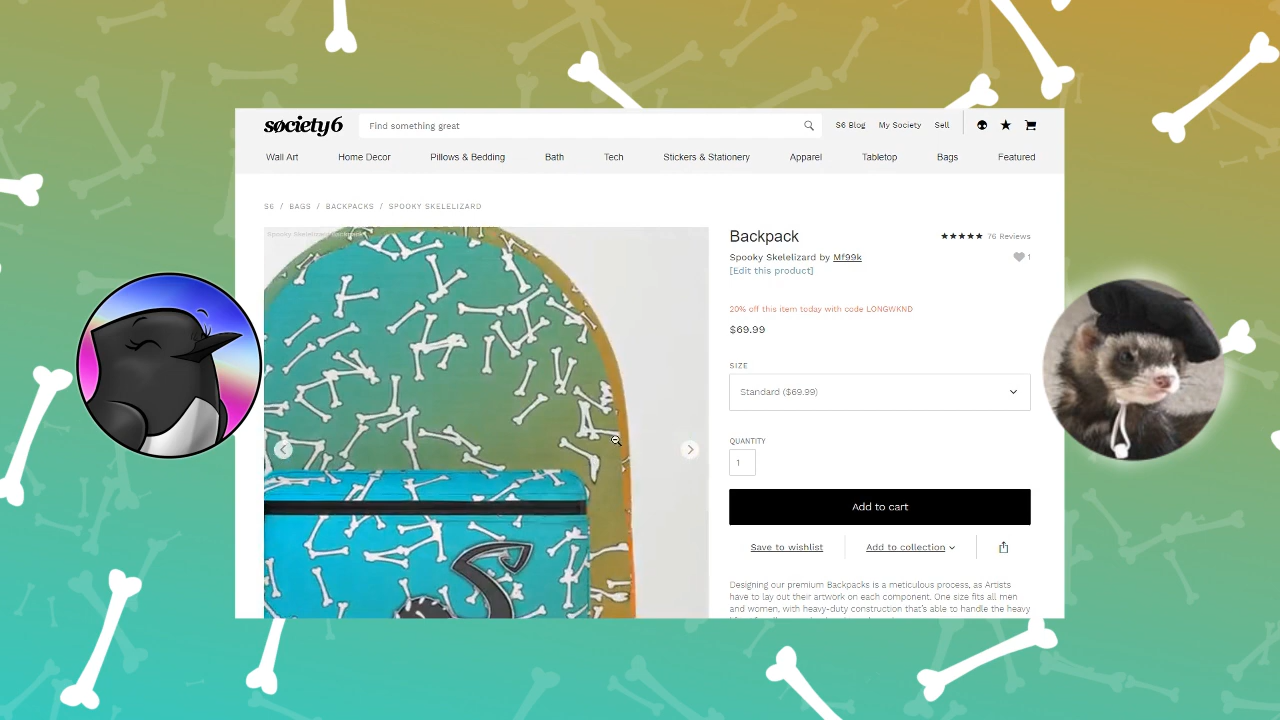 society6
Find something great
S6 Blog
My Society
Sell
Wall Art
Home Decor
Pillows & Bedding
Bath
Tech
Stickers & Stationery
Apparel
Tabletop
Bags
Featured
S6 / BAGS / BACKPACKS / SPOOKY SKELELIZARD
Spooky Skelelizard Backpack
Backpack
★★★★★ 76 Reviews
Spooky Skelelizard by Mf99k
1
[Edit this product]
20% off this item today with code LONGWKND
$69.99
SIZE
Standard ($69.99)
QUANTITY
1
Add to cart
Save to wishlist
Add to collection
Designing our premium Backpacks is a meticulous process, as Artists
have to lay out their artwork on each component. One size fits all men
and women, with heavy-duty construction that's able to handle the heavy